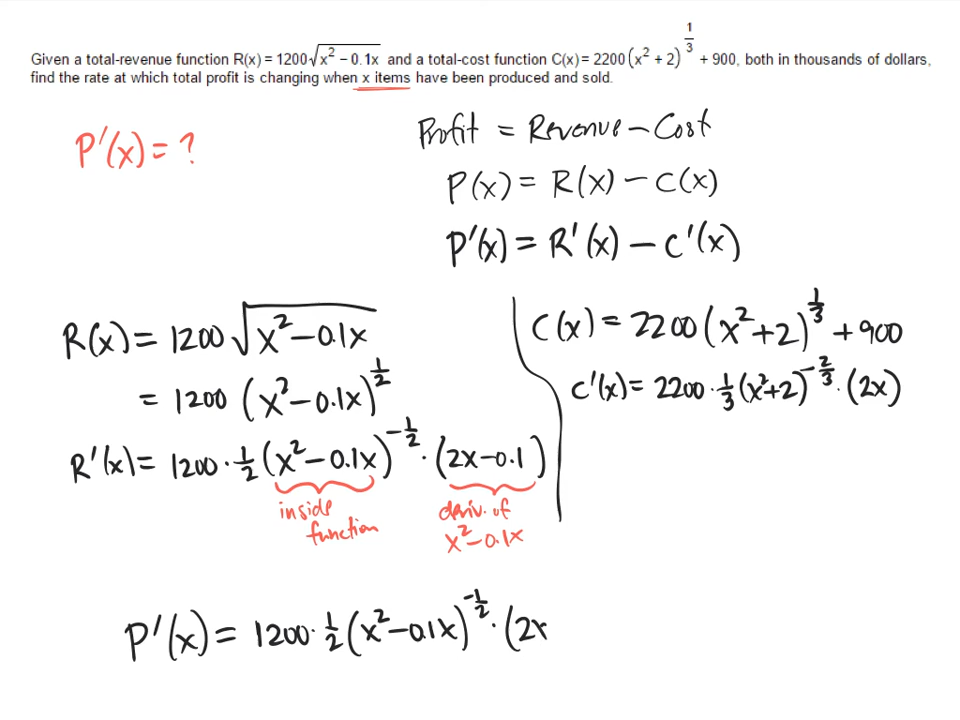 Given a total-revenue function R(x) = 1200√(x² − 0.1x) and a total-cost function C(x) = 2200(x² + 2)^(1/3) + 900, both in thousands of dollars,
find the rate at which total profit is changing when x items have been produced and sold.
P'(x) = ?
Profit = Revenue − Cost
P(x) = R(x) − C(x)
P'(x) = R'(x) − C'(x)
R(x) = 1200√(x² − 0.1x)
= 1200 (x² − 0.1x)^(1/2)
R'(x) = 1200 · 1/2 (x² − 0.1x)^(−1/2) · (2x − 0.1)
inside
function
deriv. of
x² − 0.1x
C(x) = 2200 (x² + 2)^(1/3) + 900
C'(x) = 2200 · 1/3 (x² + 2)^(−2/3) · (2x)
P'(x) = 1200 · 1/2 (x² − 0.1x)^(−1/2) · (2x